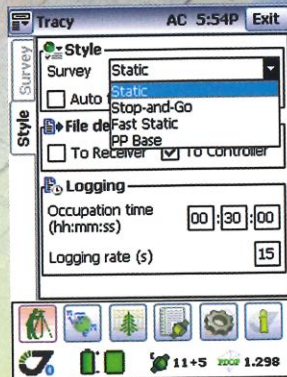 Tracy AC 5:54P Exit
Survey
Style
Style
Survey Static
Static
Stop-and-Go
Fast Static
PP Base
Auto
File de
To Receiver To Controller
Logging
Occupation time 00:30:00
(hh:mm:ss)
Logging rate (s) 15
11+5 PDOP 1.298